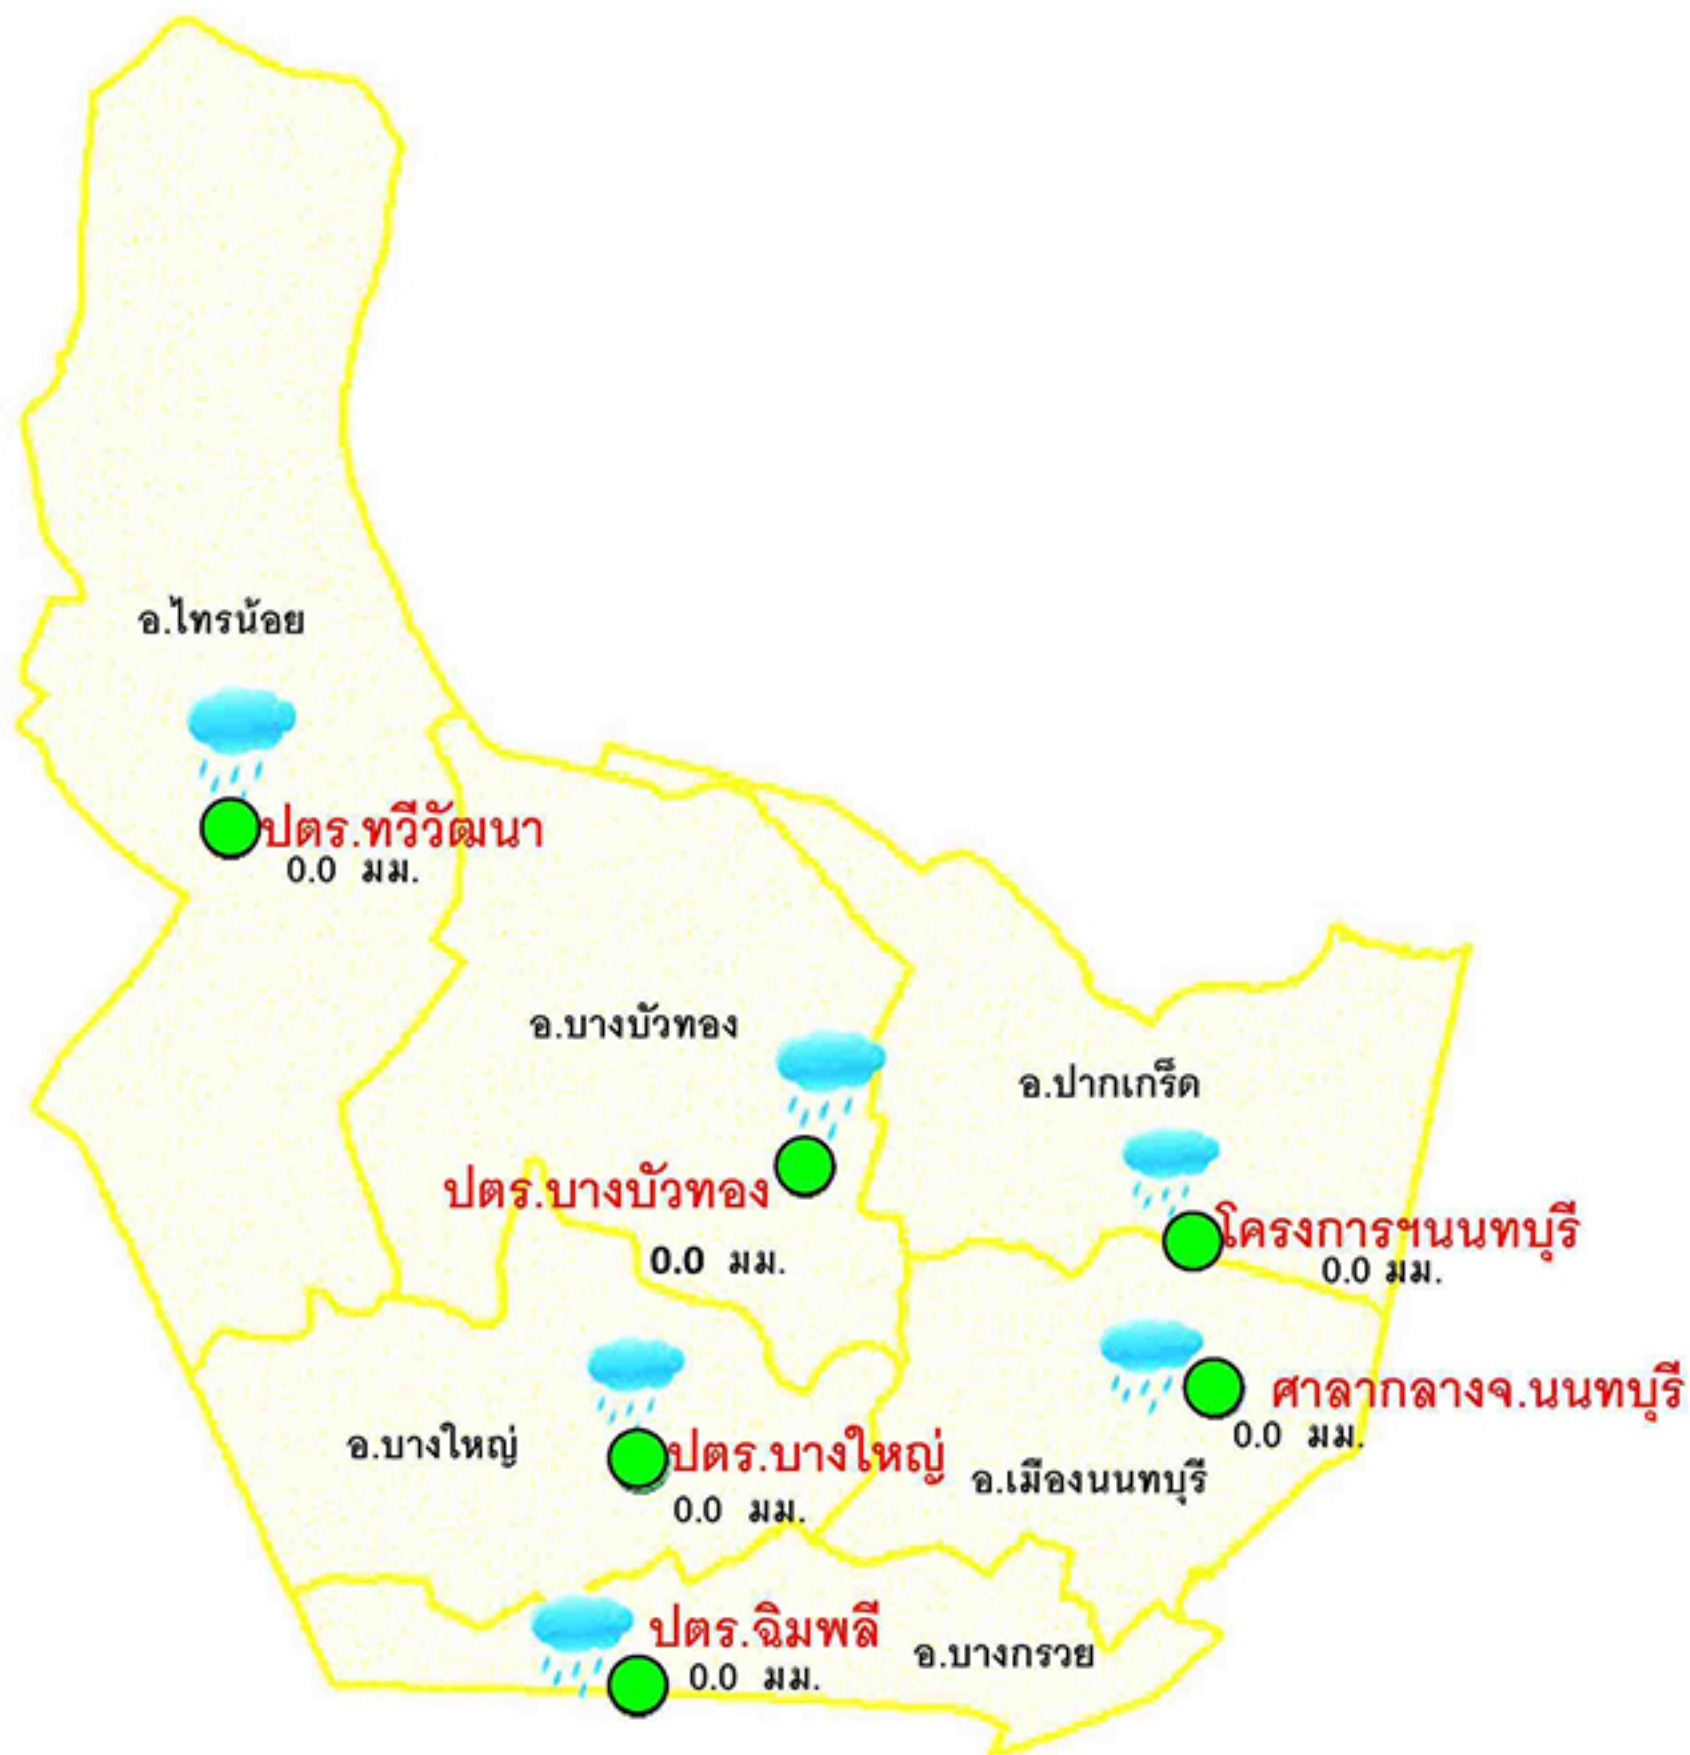 อ.ไทรน้อย
ปตร.ทวีวัฒนา
0.0 มม.
อ.บางบัวทอง
อ.ปากเกร็ด
ปตร.บางบัวทอง
0.0 มม.
โครงการฯนนทบุรี
0.0 มม.
ศาลากลางจ.นนทบุรี
0.0 มม.
อ.บางใหญ่
ปตร.บางใหญ่
0.0 มม.
อ.เมืองนนทบุรี
ปตร.ฉิมพลี
0.0 มม.
อ.บางกรวย